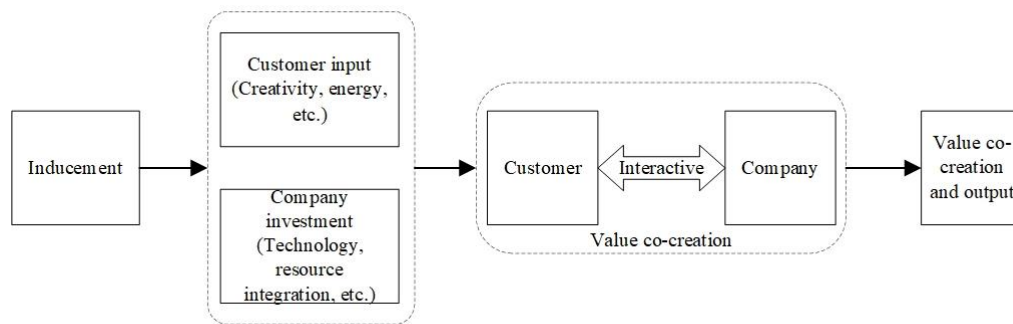 Inducement
Customer input
(Creativity, energy,
etc.)
Company
investment
(Technology,
resource
integration, etc.)
Customer
Interactive
Company
Value co-creation
Value co-
creation
and output